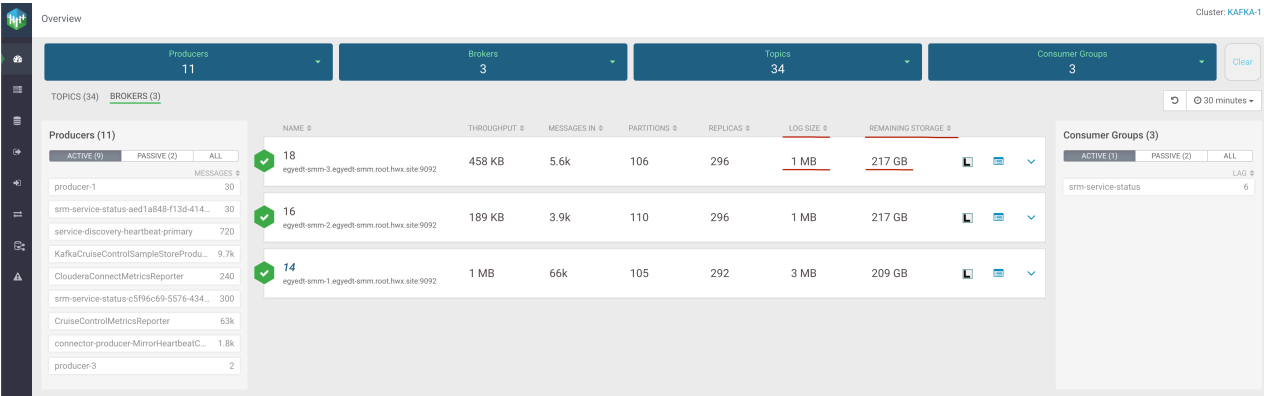 Overview
Cluster: KAFKA-1
Producers
11
Brokers
3
Topics
34
Consumer Groups
3
Clear
TOPICS (34) BROKERS (3)
30 minutes
Producers (11)
ACTIVE (9) PASSIVE (2) ALL
MESSAGES
producer-1 30
srm-service-status-aed1a848-f13d-414... 30
service-discovery-heartbeat-primary 720
KafkaCruiseControlSampleStoreProdu... 9.7k
ClouderaConnectMetricsReporter 240
srm-service-status-c5f96c69-5576-434... 300
CruiseControlMetricsReporter 63k
connector-producer-MirrorHeartbeatC... 1.8k
producer-3 2
NAME THROUGHPUT MESSAGES IN PARTITIONS REPLICAS LOG SIZE REMAINING STORAGE
18
egyedt-smm-3.egyedt-smm.root.hwx.site:9092
458 KB 5.6k 106 296 1 MB 217 GB
16
egyedt-smm-2.egyedt-smm.root.hwx.site:9092
189 KB 3.9k 110 296 1 MB 217 GB
14
egyedt-smm-1.egyedt-smm.root.hwx.site:9092
1 MB 66k 105 292 3 MB 209 GB
Consumer Groups (3)
ACTIVE (1) PASSIVE (2) ALL
LAG
srm-service-status 6